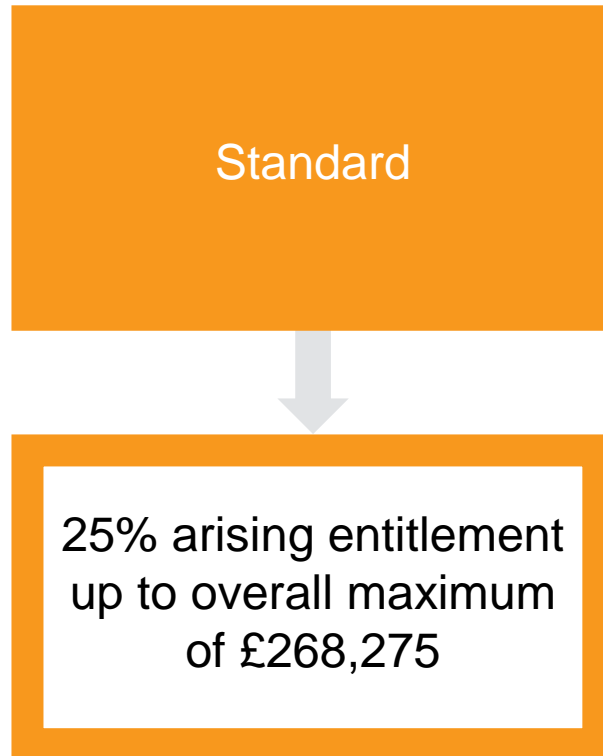 Standard
25% arising entitlement
up to overall maximum
of £268,275